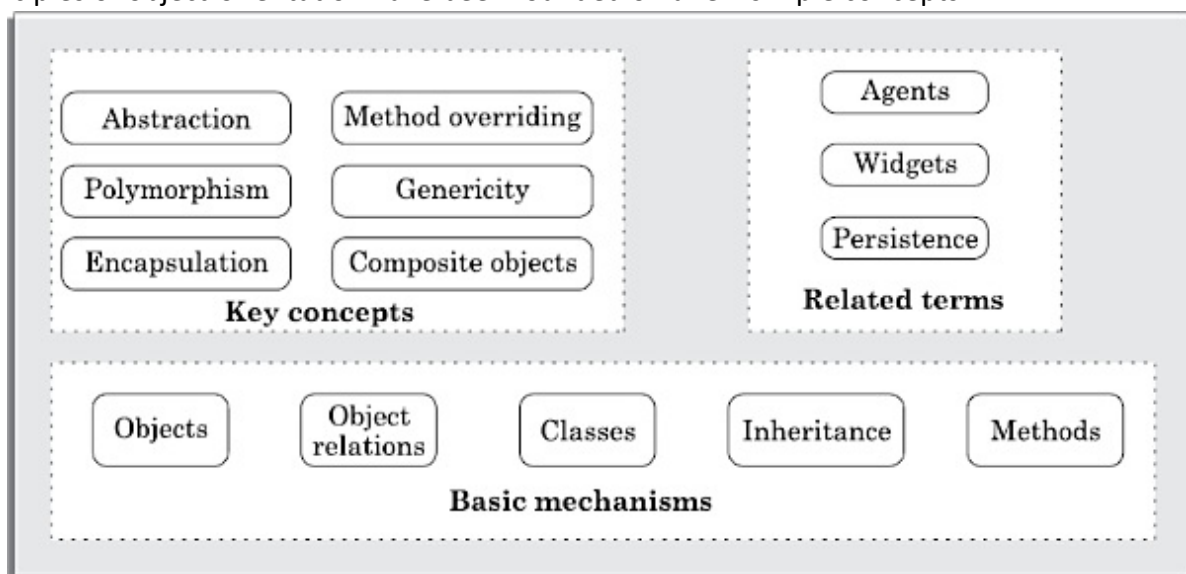 Abstraction
Method overriding
Polymorphism
Genericity
Encapsulation
Composite objects
Key concepts
Agents
Widgets
Persistence
Related terms
Objects
Object
relations
Classes
Inheritance
Methods
Basic mechanisms